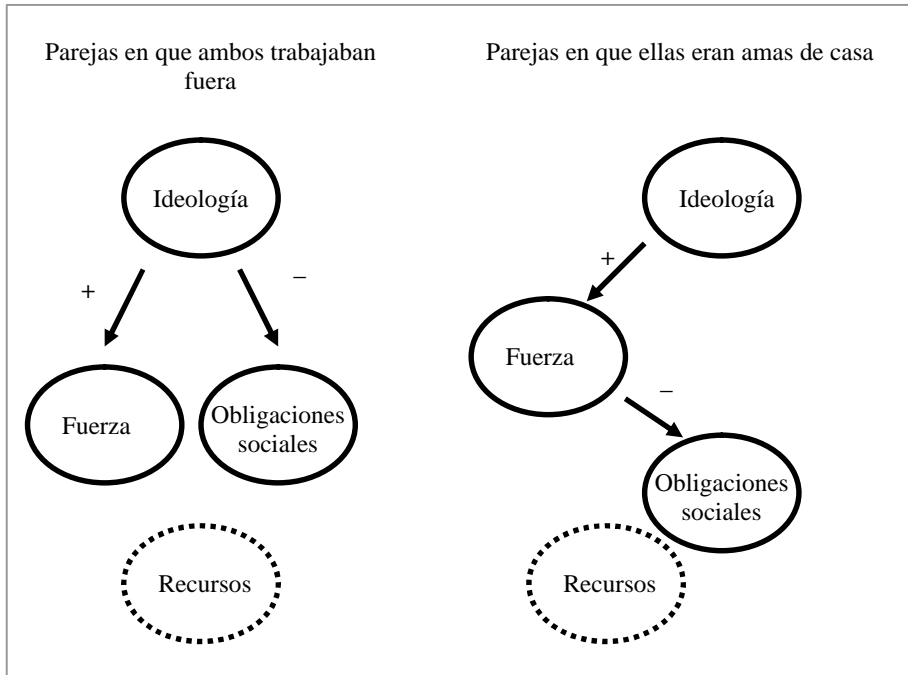 Parejas en que ambos trabajaban
fuera
Parejas en que ellas eran amas de casa
Ideología
+
–
Fuerza
Obligaciones
sociales
Recursos
Ideología
+
Fuerza
–
Obligaciones
sociales
Recursos